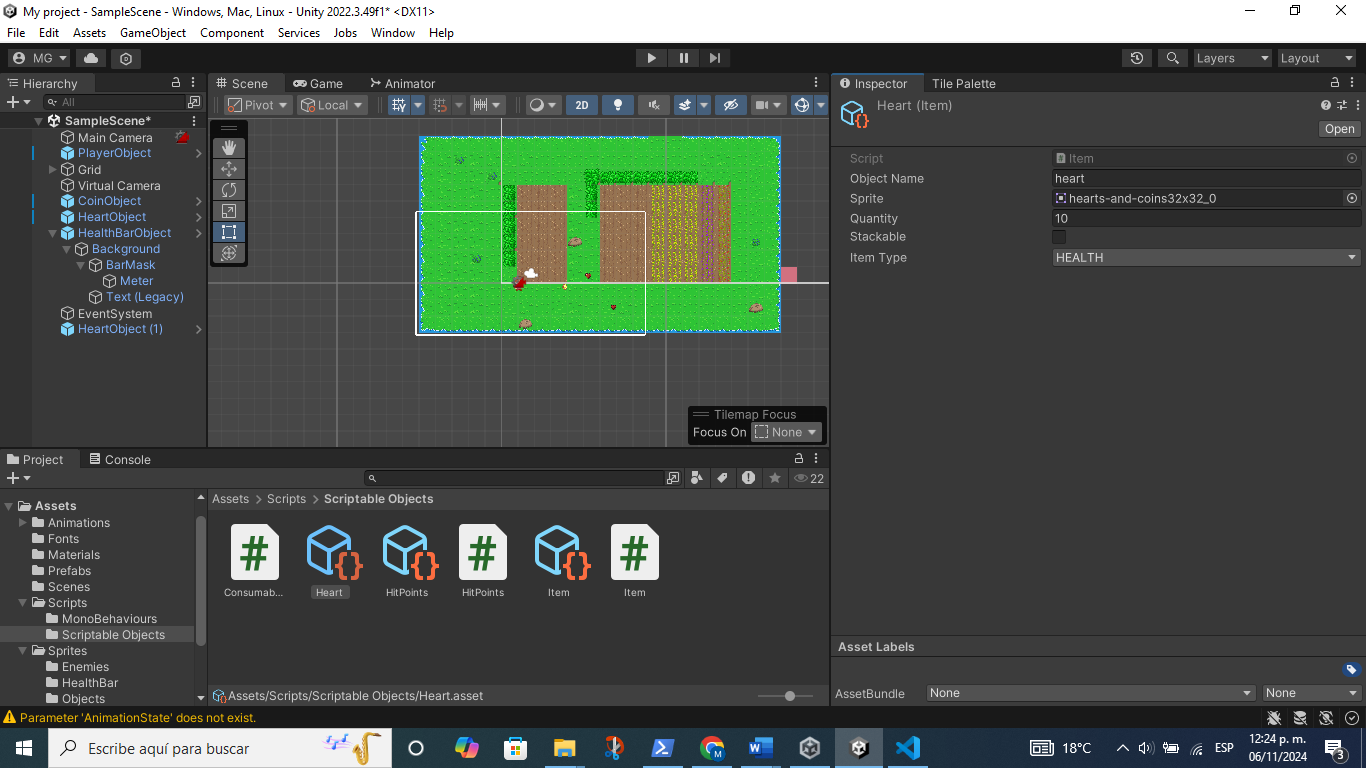 My project - SampleScene - Windows, Mac, Linux - Unity 2022.3.49f1* <DX11>
File Edit Assets GameObject Component Services Jobs Window Help
MG
Layers
Layout
Hierarchy
All
SampleScene*
Main Camera
PlayerObject
Grid
Virtual Camera
CoinObject
HeartObject
HealthBarObject
Background
BarMask
Meter
Text (Legacy)
EventSystem
HeartObject (1)
Scene
Game
Animator
Pivot
Local
2D
Tilemap Focus
Focus On None
Inspector
Tile Palette
Heart (Item)
Open
Script Item
Object Name heart
Sprite hearts-and-coins32x32_0
Quantity 10
Stackable
Item Type HEALTH
Asset Labels
AssetBundle None None
Project
Console
22
Assets
Animations
Fonts
Materials
Prefabs
Scenes
Scripts
MonoBehaviours
Scriptable Objects
Sprites
Enemies
HealthBar
Objects
Assets > Scripts > Scriptable Objects
Consumab...
Heart
HitPoints
HitPoints
Item
Item
Assets/Scripts/Scriptable Objects/Heart.asset
Parameter 'AnimationState' does not exist.
Escribe aquí para buscar
18°C
ESP
12:24 p. m.
06/11/2024
3